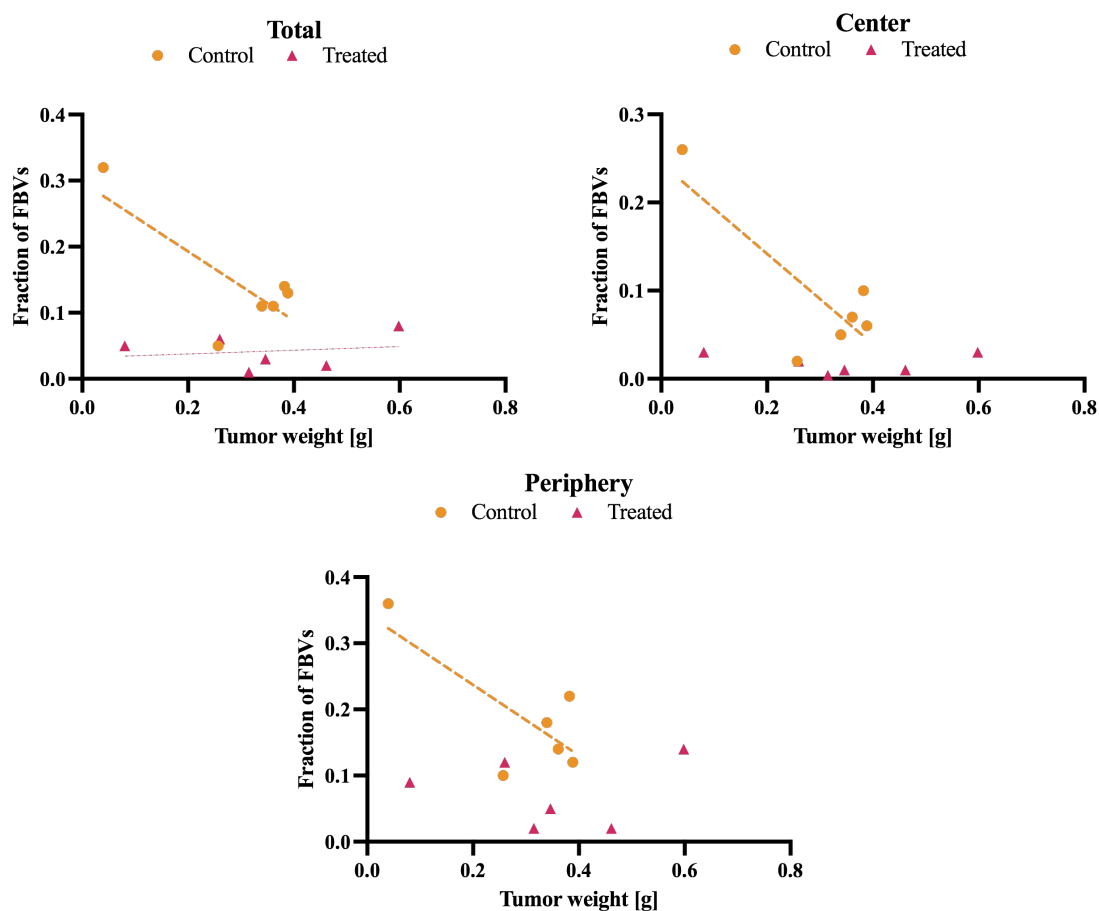 Total
Control Treated
0.4
0.3
0.2
0.1
0.0
Fraction of FBVs
0.0 0.2 0.4 0.6 0.8
Tumor weight [g]
Center
Control Treated
0.3
0.2
0.1
0.0
Fraction of FBVs
0.0 0.2 0.4 0.6 0.8
Tumor weight [g]
Periphery
Control Treated
0.4
0.3
0.2
0.1
0.0
Fraction of FBVs
0.0 0.2 0.4 0.6 0.8
Tumor weight [g]